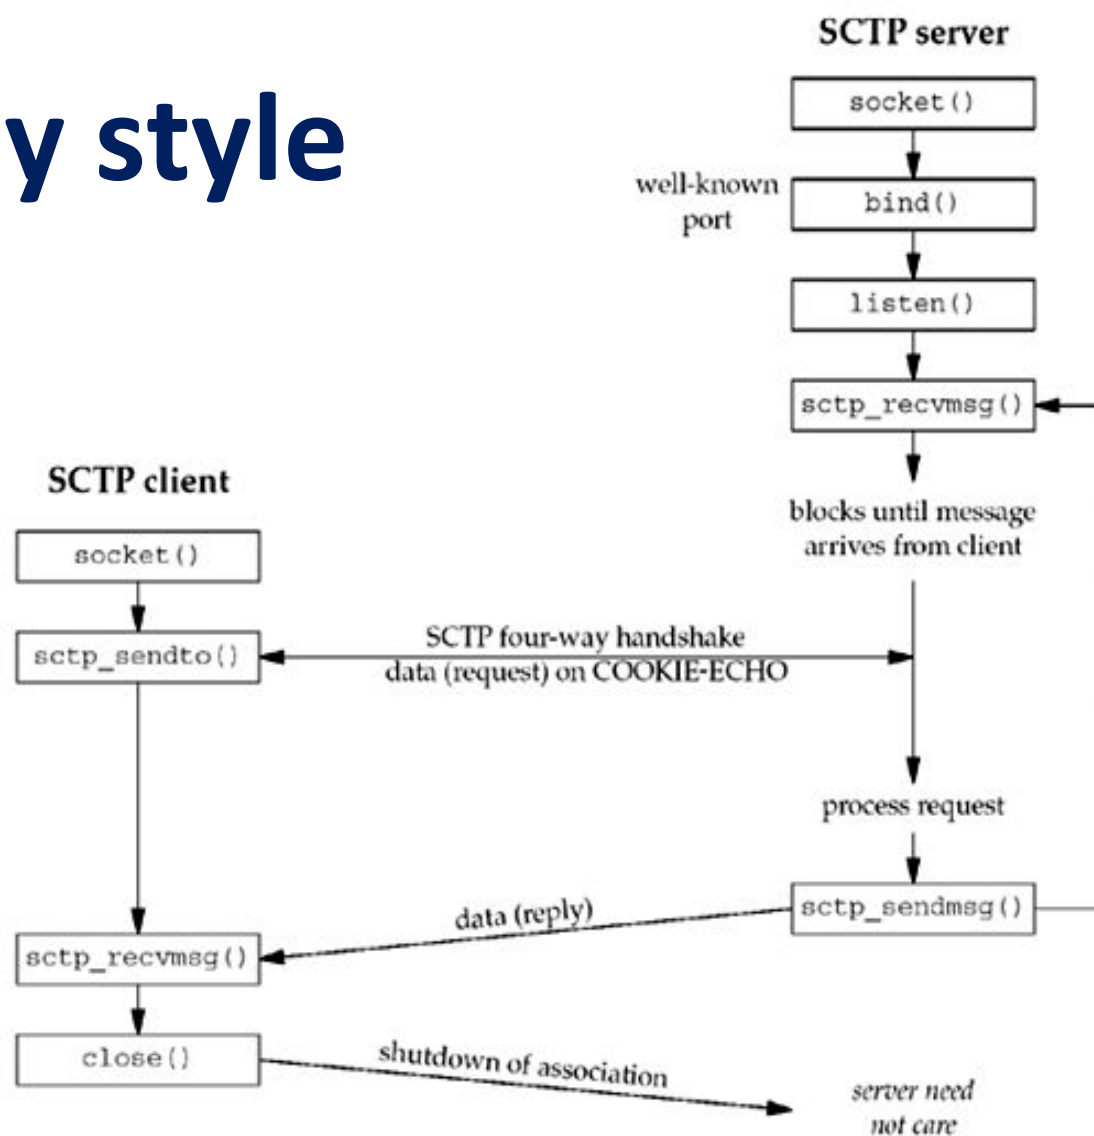 y style
SCTP server
socket()
well-known
port
bind()
listen()
sctp_recvmsg()
blocks until message
arrives from client
SCTP client
socket()
sctp_sendto()
SCTP four-way handshake
data (request) on COOKIE-ECHO
process request
sctp_sendmsg()
data (reply)
sctp_recvmsg()
close()
shutdown of association
server need
not care